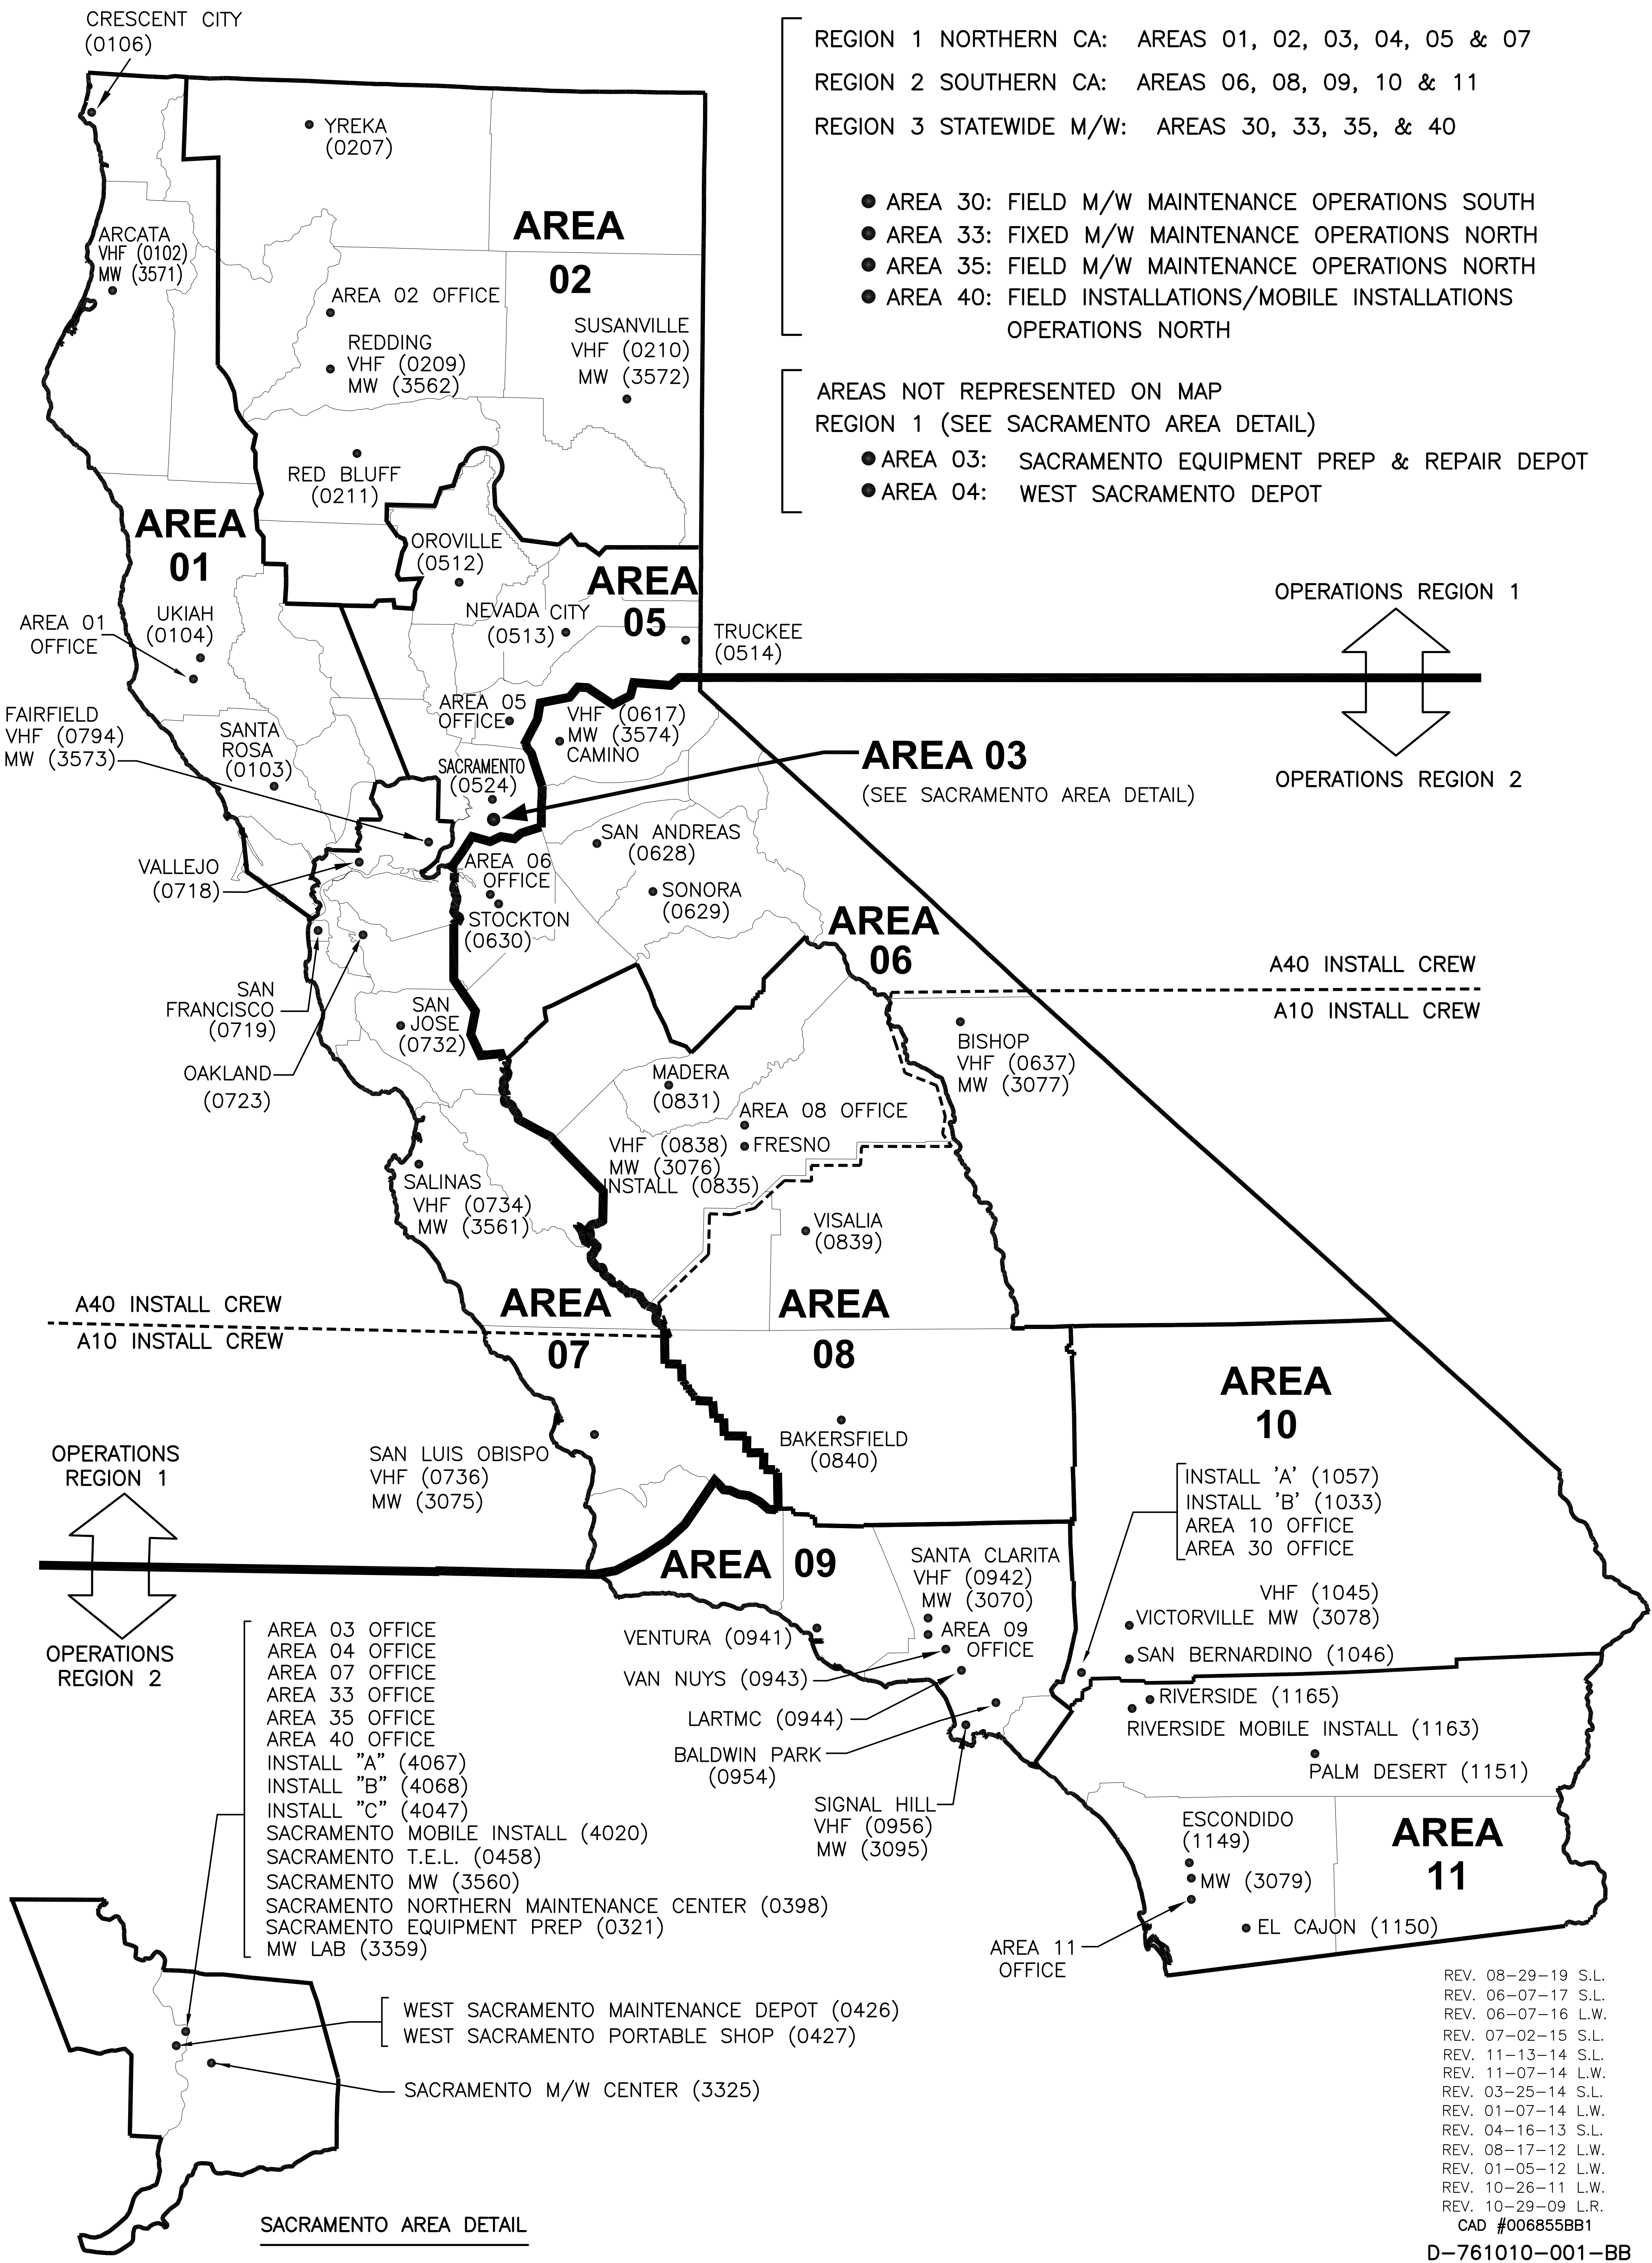 CRESCENT CITY
(0106)
REGION 1 NORTHERN CA: AREAS 01, 02, 03, 04, 05 & 07
REGION 2 SOUTHERN CA: AREAS 06, 08, 09, 10 & 11
REGION 3 STATEWIDE M/W: AREAS 30, 33, 35, & 40
AREA 30: FIELD M/W MAINTENANCE OPERATIONS SOUTH
AREA 33: FIXED M/W MAINTENANCE OPERATIONS NORTH
AREA 35: FIELD M/W MAINTENANCE OPERATIONS NORTH
AREA 40: FIELD INSTALLATIONS/MOBILE INSTALLATIONS
OPERATIONS NORTH
AREAS NOT REPRESENTED ON MAP
REGION 1 (SEE SACRAMENTO AREA DETAIL)
AREA 03: SACRAMENTO EQUIPMENT PREP & REPAIR DEPOT
AREA 04: WEST SACRAMENTO DEPOT
YREKA
(0207)
AREA
02
ARCATA
VHF (0102)
MW (3571)
AREA 02 OFFICE
REDDING
VHF (0209)
MW (3562)
SUSANVILLE
VHF (0210)
MW (3572)
RED BLUFF
(0211)
AREA
01
OROVILLE
(0512)
AREA
05
NEVADA CITY
(0513)
TRUCKEE
(0514)
UKIAH
(0104)
AREA 01
OFFICE
OPERATIONS REGION 1
OPERATIONS REGION 2
AREA 05
OFFICE
FAIRFIELD
VHF (0794)
MW (3573)
SANTA
ROSA
(0103)
VHF (0617)
MW (3574)
CAMINO
SACRAMENTO
(0524)
AREA 03
(SEE SACRAMENTO AREA DETAIL)
SAN ANDREAS
(0628)
VALLEJO
(0718)
AREA 06
OFFICE
SONORA
(0629)
STOCKTON
(0630)
AREA
06
A40 INSTALL CREW
A10 INSTALL CREW
SAN
FRANCISCO
(0719)
SAN
JOSE
(0732)
OAKLAND
(0723)
BISHOP
VHF (0637)
MW (3077)
MADERA
(0831)
AREA 08 OFFICE
VHF (0838)
FRESNO
MW (3076)
INSTALL (0835)
SALINAS
VHF (0734)
MW (3561)
VISALIA
(0839)
A40 INSTALL CREW
A10 INSTALL CREW
AREA
07
AREA
08
AREA
10
BAKERSFIELD
(0840)
SAN LUIS OBISPO
VHF (0736)
MW (3075)
OPERATIONS
REGION 1
OPERATIONS
REGION 2
INSTALL 'A' (1057)
INSTALL 'B' (1033)
AREA 10 OFFICE
AREA 30 OFFICE
AREA 09
SANTA CLARITA
VHF (0942)
MW (3070)
AREA 09
OFFICE
VHF (1045)
VICTORVILLE MW (3078)
SAN BERNARDINO (1046)
VENTURA (0941)
VAN NUYS (0943)
LARTMC (0944)
BALDWIN PARK
(0954)
SIGNAL HILL
VHF (0956)
MW (3095)
RIVERSIDE (1165)
RIVERSIDE MOBILE INSTALL (1163)
PALM DESERT (1151)
ESCONDIDO
(1149)
MW (3079)
AREA
11
EL CAJON (1150)
AREA 11
OFFICE
AREA 03 OFFICE
AREA 04 OFFICE
AREA 07 OFFICE
AREA 33 OFFICE
AREA 35 OFFICE
AREA 40 OFFICE
INSTALL "A" (4067)
INSTALL "B" (4068)
INSTALL "C" (4047)
SACRAMENTO MOBILE INSTALL (4020)
SACRAMENTO T.E.L. (0458)
SACRAMENTO MW (3560)
SACRAMENTO NORTHERN MAINTENANCE CENTER (0398)
SACRAMENTO EQUIPMENT PREP (0321)
MW LAB (3359)
WEST SACRAMENTO MAINTENANCE DEPOT (0426)
WEST SACRAMENTO PORTABLE SHOP (0427)
SACRAMENTO M/W CENTER (3325)
SACRAMENTO AREA DETAIL
REV. 08-29-19 S.L.
REV. 06-07-17 S.L.
REV. 06-07-16 L.W.
REV. 07-02-15 S.L.
REV. 11-13-14 S.L.
REV. 11-07-14 L.W.
REV. 03-25-14 S.L.
REV. 01-07-14 L.W.
REV. 04-16-13 S.L.
REV. 08-17-12 L.W.
REV. 01-05-12 L.W.
REV. 10-26-11 L.W.
REV. 10-29-09 L.R.
CAD #006855BB1
D-761010-001-BB